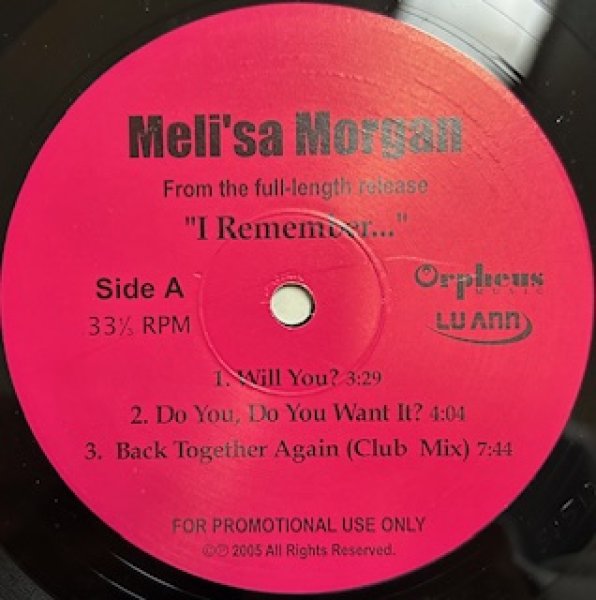 Meli'sa Morgan
From the full-length release
"I Remember..."
Side A
33⅓ RPM
Orpheus
MUSIC
LU ANN
1. Will You? 3:29
2. Do You, Do You Want It? 4:04
3. Back Together Again (Club Mix) 7:44
FOR PROMOTIONAL USE ONLY
©℗ 2005 All Rights Reserved.